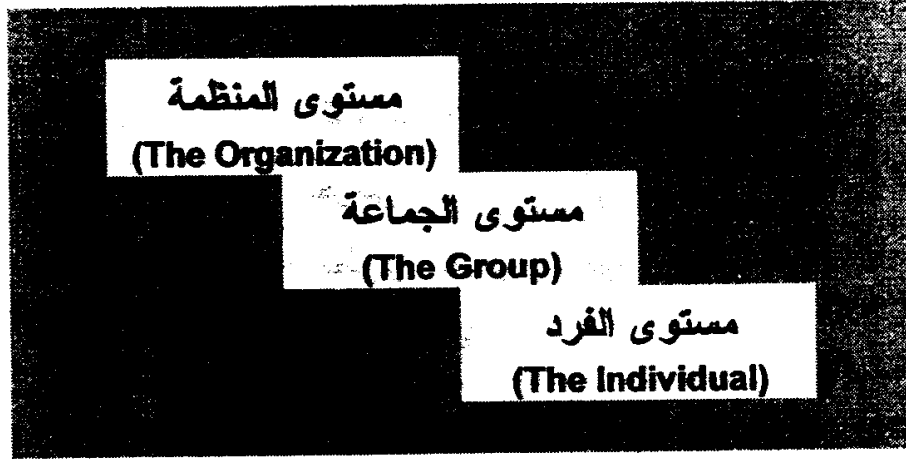 مستوى المنظمة
(The Organization)
مستوى الجماعة
(The Group)
مستوى الفرد
(The Individual)